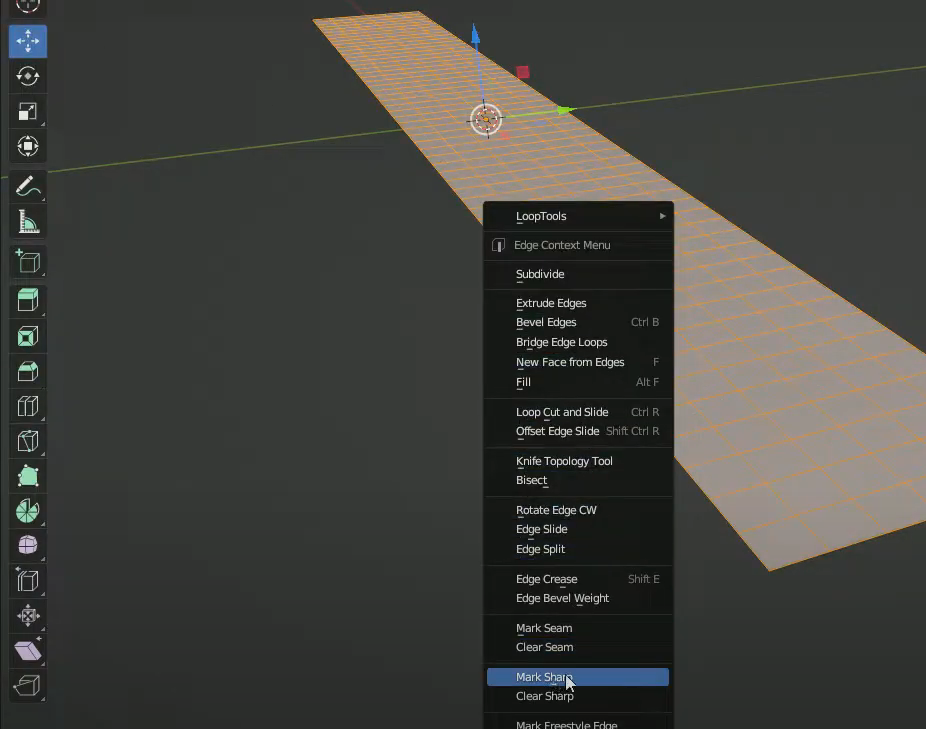 LoopTools
Edge Context Menu
Subdivide
Extrude Edges
Bevel Edges Ctrl B
Bridge Edge Loops
New Face from Edges F
Fill Alt F
Loop Cut and Slide Ctrl R
Offset Edge Slide Shift Ctrl R
Knife Topology Tool
Bisect
Rotate Edge CW
Edge Slide
Edge Split
Edge Crease Shift E
Edge Bevel Weight
Mark Seam
Clear Seam
Mark Sharp
Clear Sharp
Mark Freestyle Edge